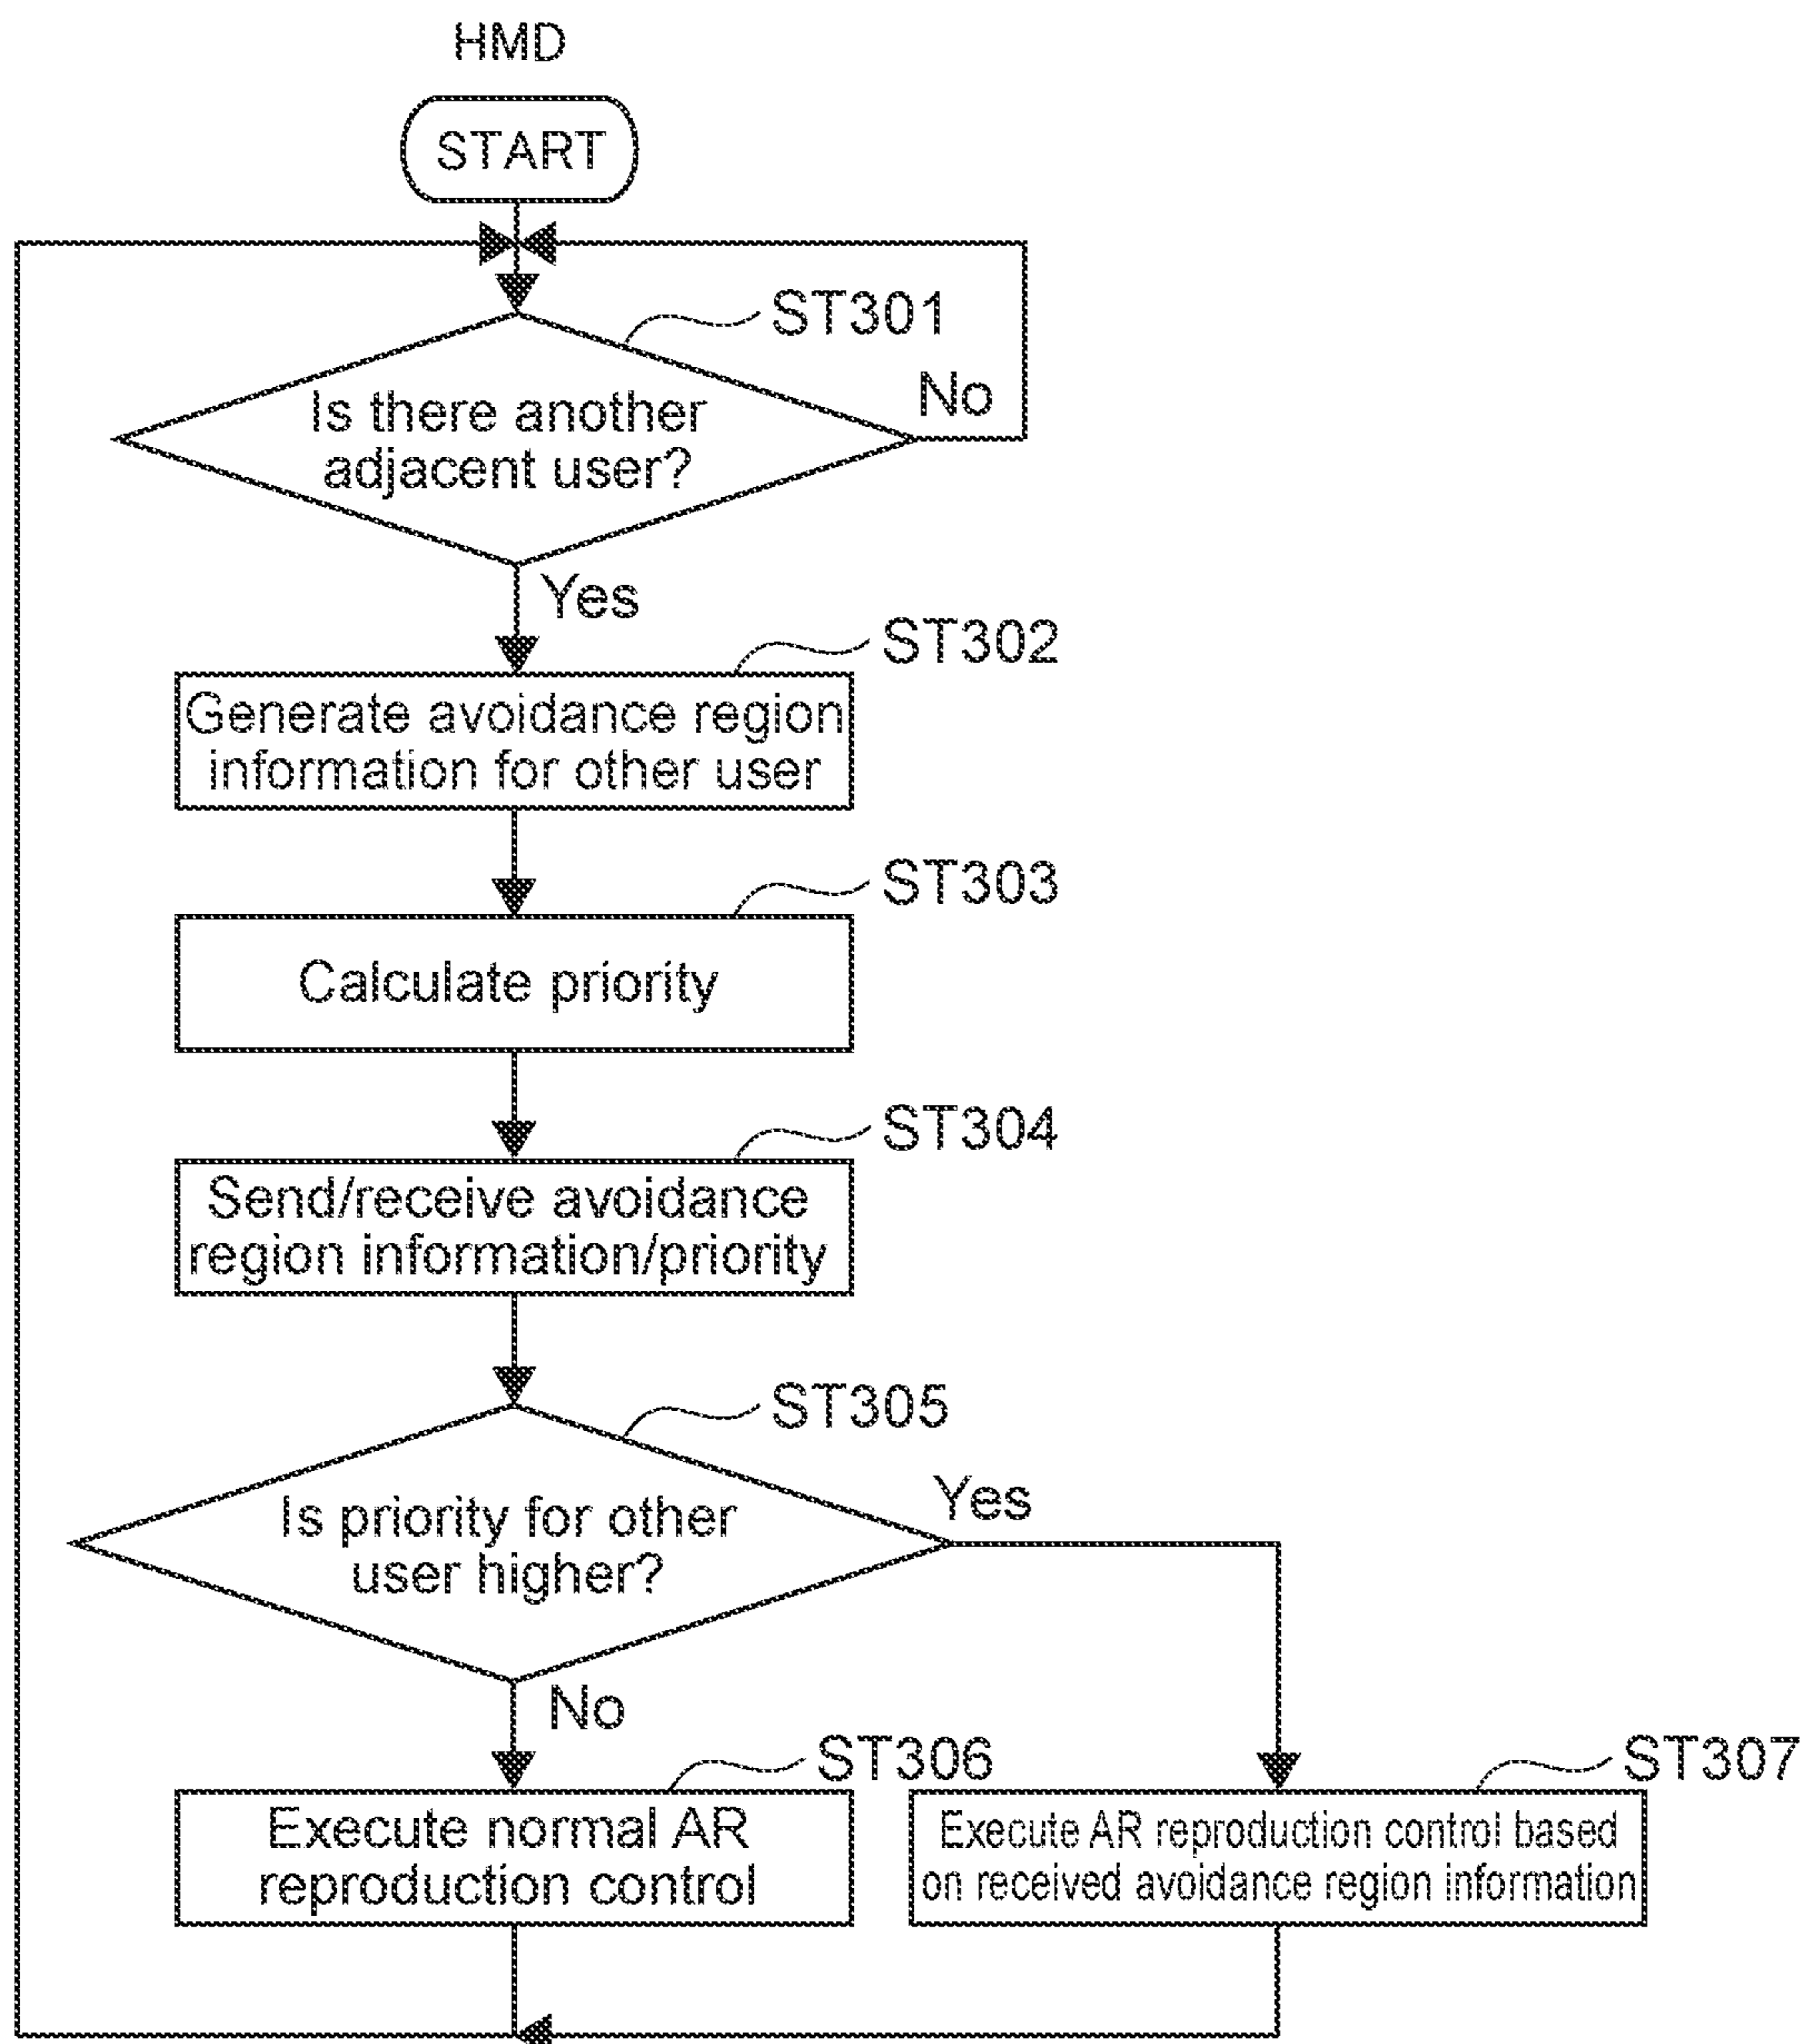 HMD
START
ST301
Is there another
adjacent user?
No
Yes
ST302
Generate avoidance region
information for other user
ST303
Calculate priority
ST304
Send/receive avoidance
region information/priority
ST305
Is priority for other
user higher?
Yes
No
ST306
Execute normal AR
reproduction control
ST307
Execute AR reproduction control based
on received avoidance region information